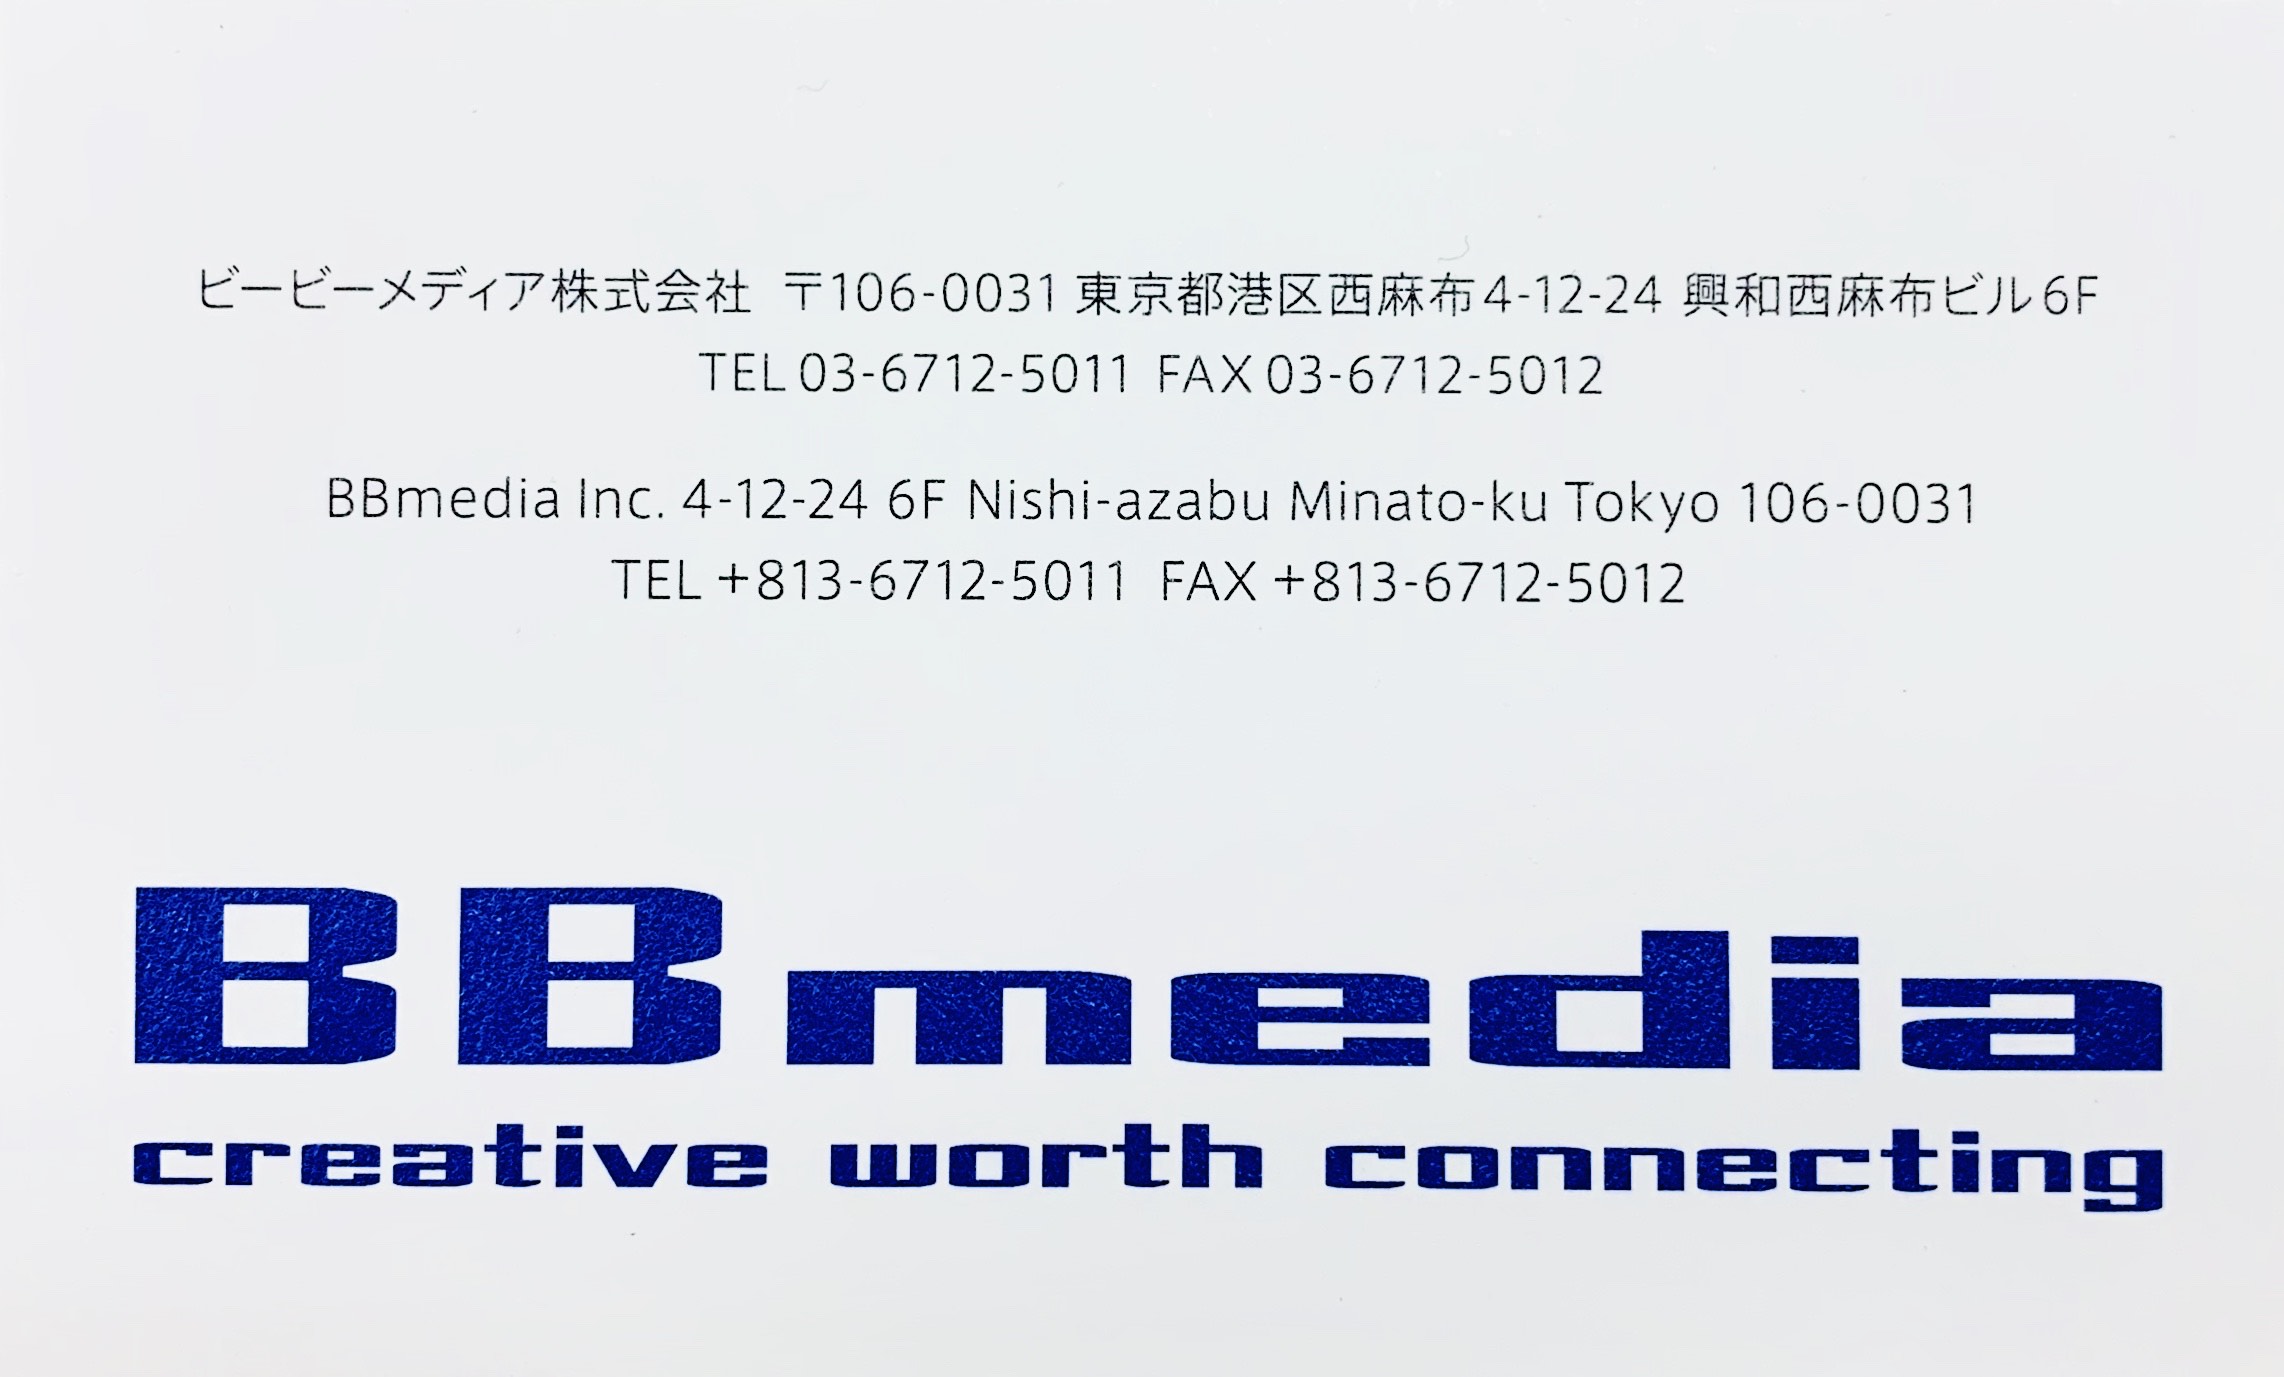 ビービーメディア株式会社 〒106-0031 東京都港区西麻布4-12-24 興和西麻布ビル6F
TEL 03-6712-5011 FAX 03-6712-5012
BBmedia Inc. 4-12-24 6F Nishi-azabu Minato-ku Tokyo 106-0031
TEL +813-6712-5011 FAX +813-6712-5012
BBmedia
creative worth connecting